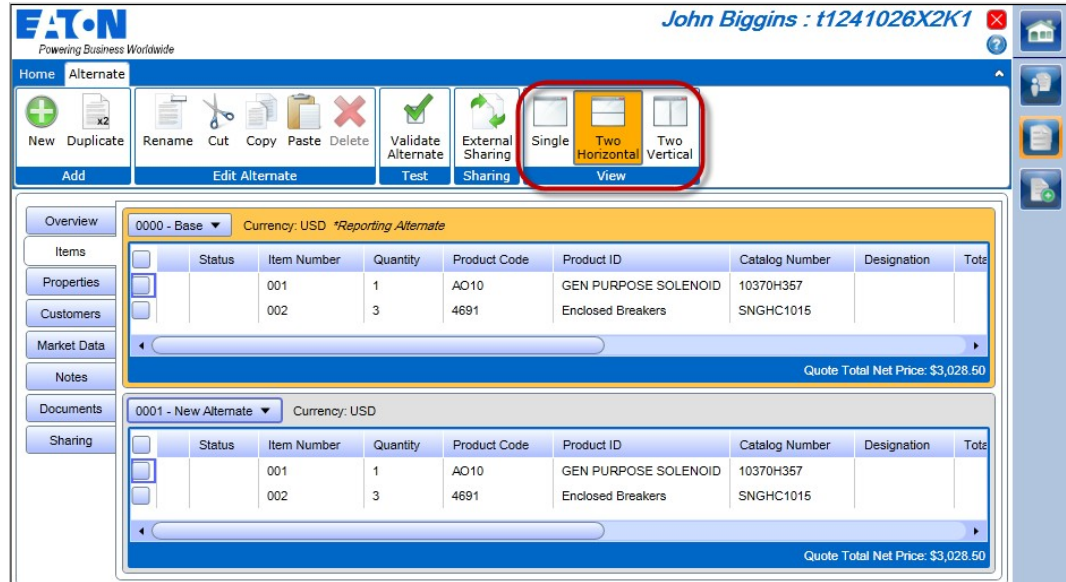 EATON
Powering Business Worldwide
John Biggins : t1241026X2K1
Home Alternate
x2
New Duplicate Rename Cut Copy Paste Delete Validate Alternate External Sharing Single Two Horizontal Two Vertical
Add Edit Alternate Test Sharing View
Overview
Items
Properties
Customers
Market Data
Notes
Documents
Sharing
0000 - Base Currency: USD *Reporting Alternate
Status Item Number Quantity Product Code Product ID Catalog Number Designation Tota
001 1 AO10 GEN PURPOSE SOLENOID 10370H357
002 3 4691 Enclosed Breakers SNGHC1015
Quote Total Net Price: $3,028.50
0001 - New Alternate Currency: USD
Status Item Number Quantity Product Code Product ID Catalog Number Designation Tota
001 1 AO10 GEN PURPOSE SOLENOID 10370H357
002 3 4691 Enclosed Breakers SNGHC1015
Quote Total Net Price: $3,028.50